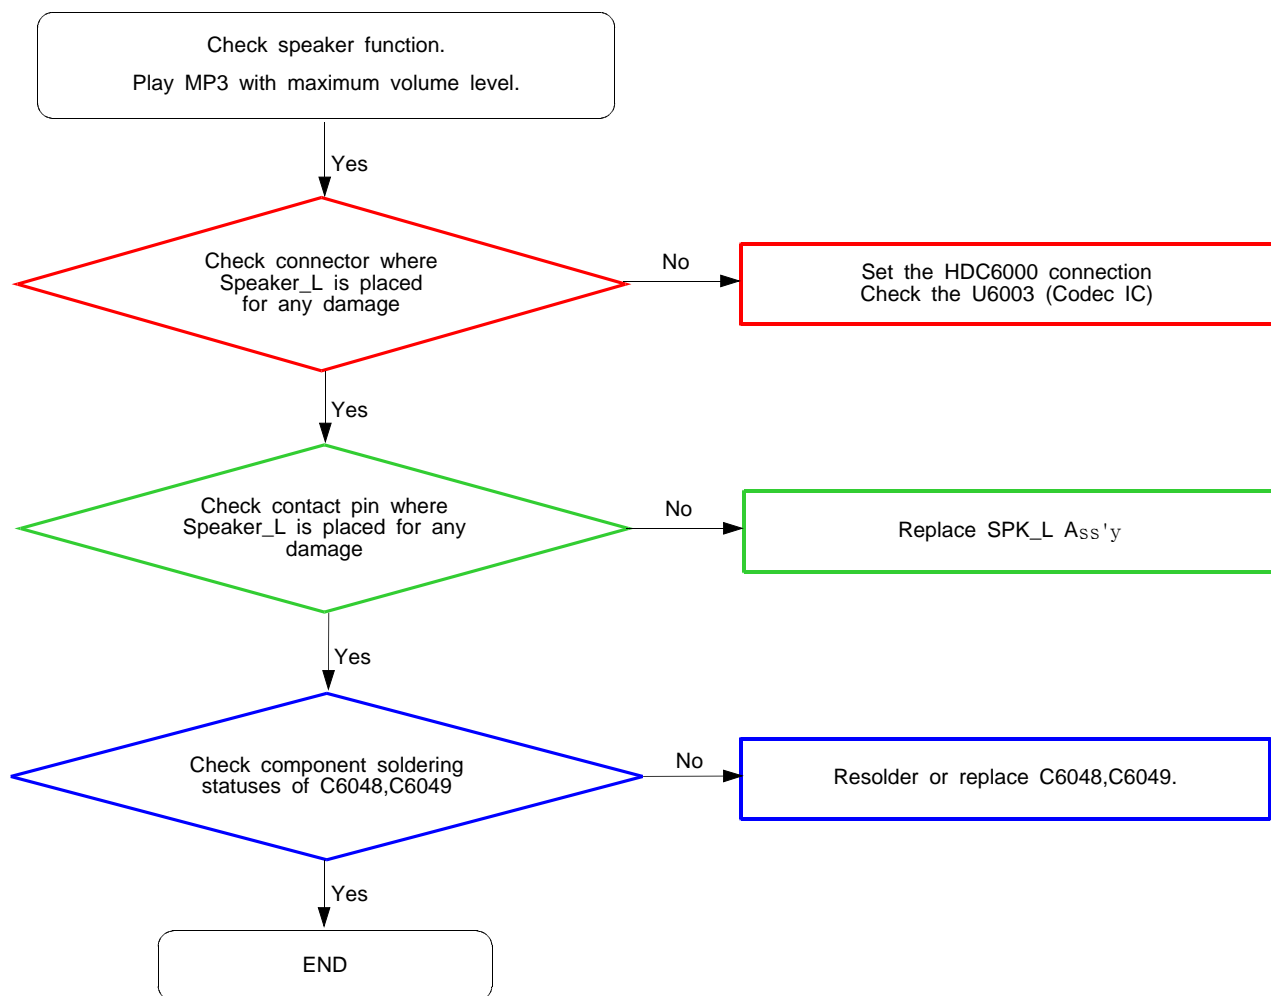 Check speaker function.
Play MP3 with maximum volume level.
Yes
Check connector where
Speaker_L is placed
for any damage
No
Set the HDC6000 connection
Check the U6003 (Codec IC)
Yes
Check contact pin where
Speaker_L is placed for any
damage
No
Replace SPK_L Ass'y
Yes
Check component soldering
statuses of C6048,C6049
No
Resolder or replace C6048,C6049.
Yes
END